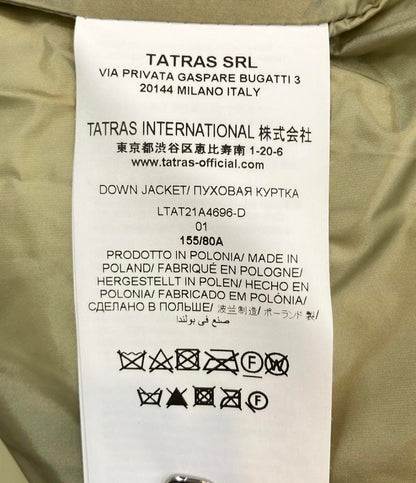 TATRAS SRL
VIA PRIVATA GASPARE BUGATTI 3
20144 MILANO ITALY
TATRAS INTERNATIONAL 株式会社
東京都渋谷区恵比寿南 1-20-6
www.tatras-official.com
DOWN JACKET/ ПУХОВАЯ КУРТКА
LTAT21A4696-D
01
155/80A
PRODOTTO IN POLONIA/ MADE IN
POLAND/ FABRIQUÉ EN POLOGNE/
HERGESTELLT IN POLEN/ HECHO EN
POLONIA/ FABRICADO EM POLÓNIA/
СДЕЛАНО В ПОЛЬШЕ/ 波兰制造/ ポーランド 製/
صنع في بولندا
F W
F